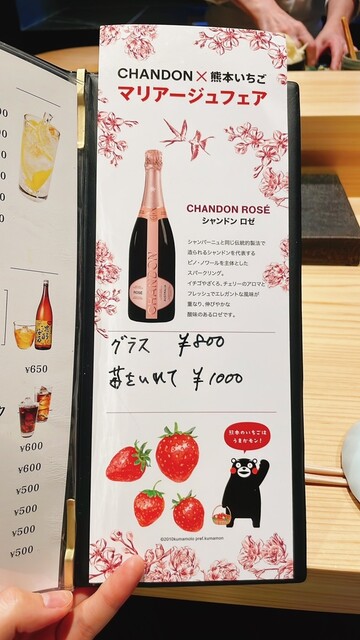 CHANDON × 熊本いちご
マリアージュフェア
CHANDON ROSÉ
シャンドン ロゼ
シャンパーニュと同じ伝統的製法で
造られるシャンドンを代表する
ピノ・ノワールを主体とした
スパークリング。
イチゴやざくろ、チェリーのアロマと
フレッシュでエレガントな風味が
重なり、伸びやかな
酸味のあるロゼです。
グラス ¥800
苺をいれて ¥1000
熊本のいちごは
うまかモン!
©2010kumamoto pref.kumamon
¥650
¥600
¥600
¥500
¥500
¥500
¥500